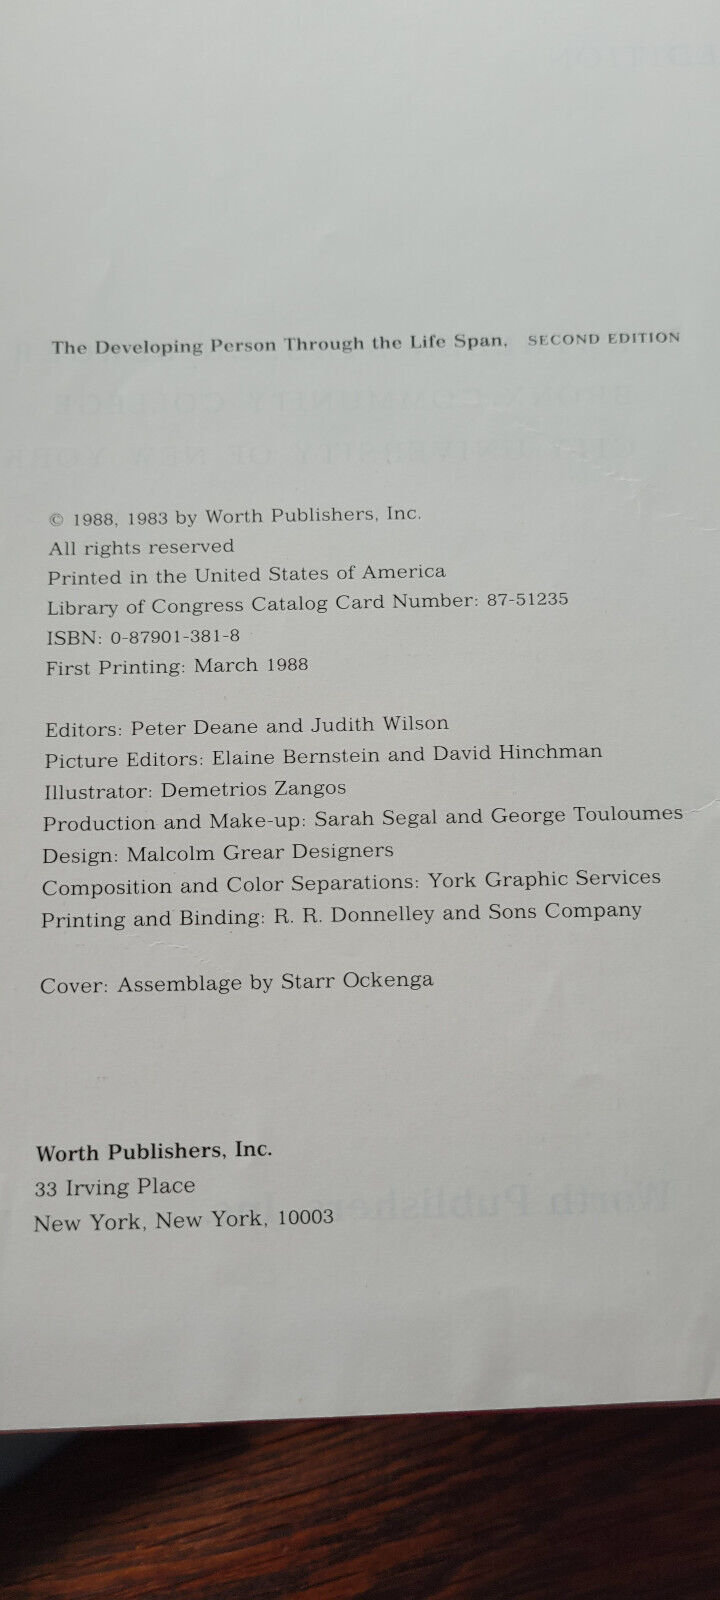 The Developing Person Through the Life Span, SECOND EDITION
© 1988, 1983 by Worth Publishers, Inc.
All rights reserved
Printed in the United States of America
Library of Congress Catalog Card Number: 87-51235
ISBN: 0-87901-381-8
First Printing: March 1988
Editors: Peter Deane and Judith Wilson
Picture Editors: Elaine Bernstein and David Hinchman
Illustrator: Demetrios Zangos
Production and Make-up: Sarah Segal and George Touloumes
Design: Malcolm Grear Designers
Composition and Color Separations: York Graphic Services
Printing and Binding: R. R. Donnelley and Sons Company
Cover: Assemblage by Starr Ockenga
Worth Publishers, Inc.
33 Irving Place
New York, New York, 10003